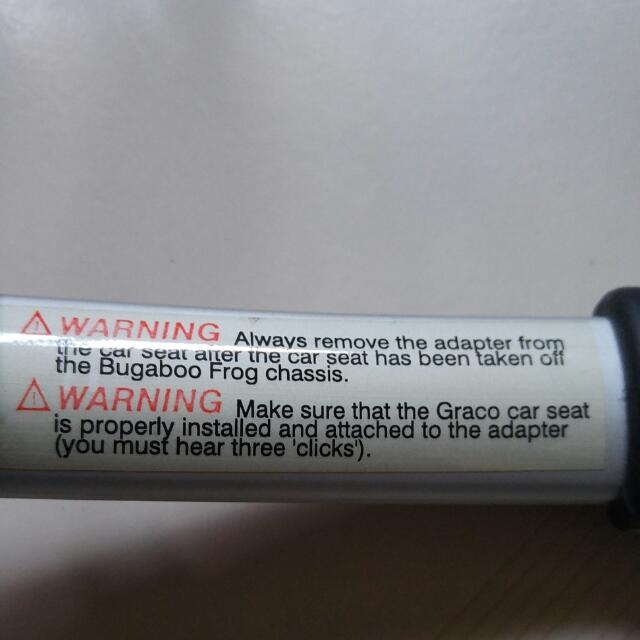 WARNING Always remove the adapter from
the car seat after the car seat has been taken off
the Bugaboo Frog chassis.
WARNING Make sure that the Graco car seat
is properly installed and attached to the adapter
(you must hear three 'clicks').